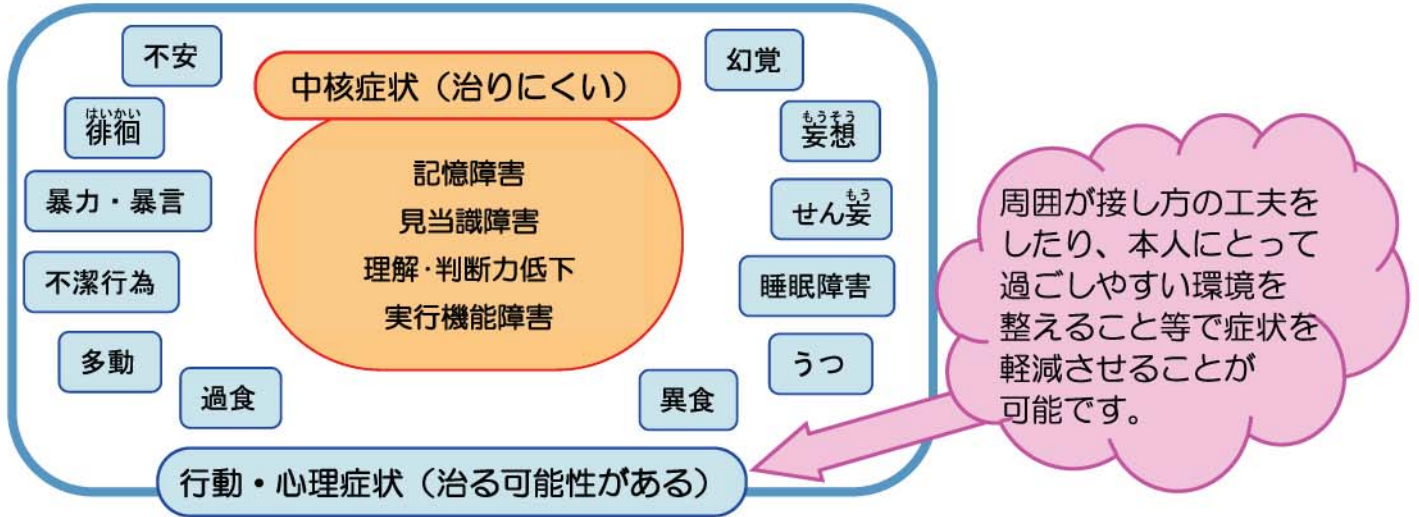 不安
徘徊
はいかい
暴力・暴言
不潔行為
多動
過食
中核症状（治りにくい）
記憶障害
見当識障害
理解・判断力低下
実行機能障害
幻覚
妄想
もうそう
せん妄
もう
睡眠障害
うつ
異食
行動・心理症状（治る可能性がある）
周囲が接し方の工夫を
したり、本人にとって
過ごしやすい環境を
整えること等で症状を
軽減させることが
可能です。